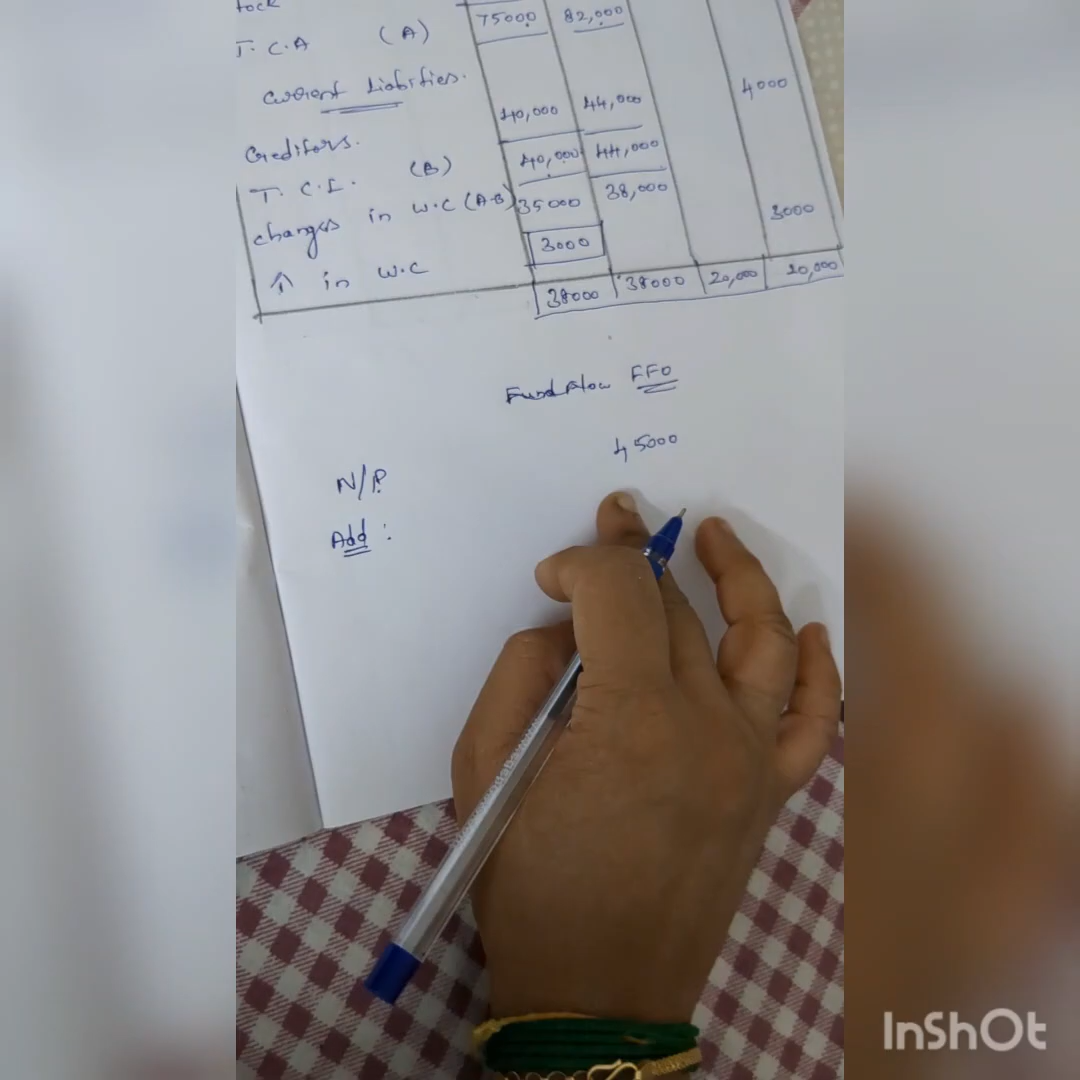 tock
75000 82,000
T. C. A (A)
Current Liabilities.
4000
Creditors. 40,000 44,000
T. C. L. (B) 40,000 44,000
changes in W.C (A-B) 35000 38,000
3000
↑ in W.C 3000
38000 38000 20,000 20,000
Fund Flow FFO
N/P 45000
Add :
InShOt